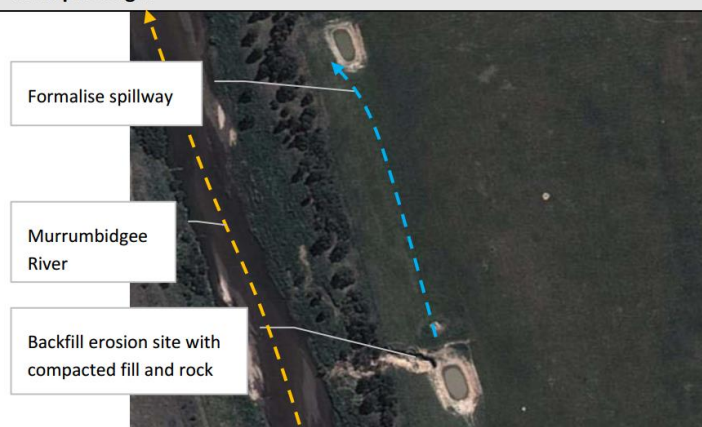 Formalise spillway
Murrumbidgee
River
Backfill erosion site with
compacted fill and rock